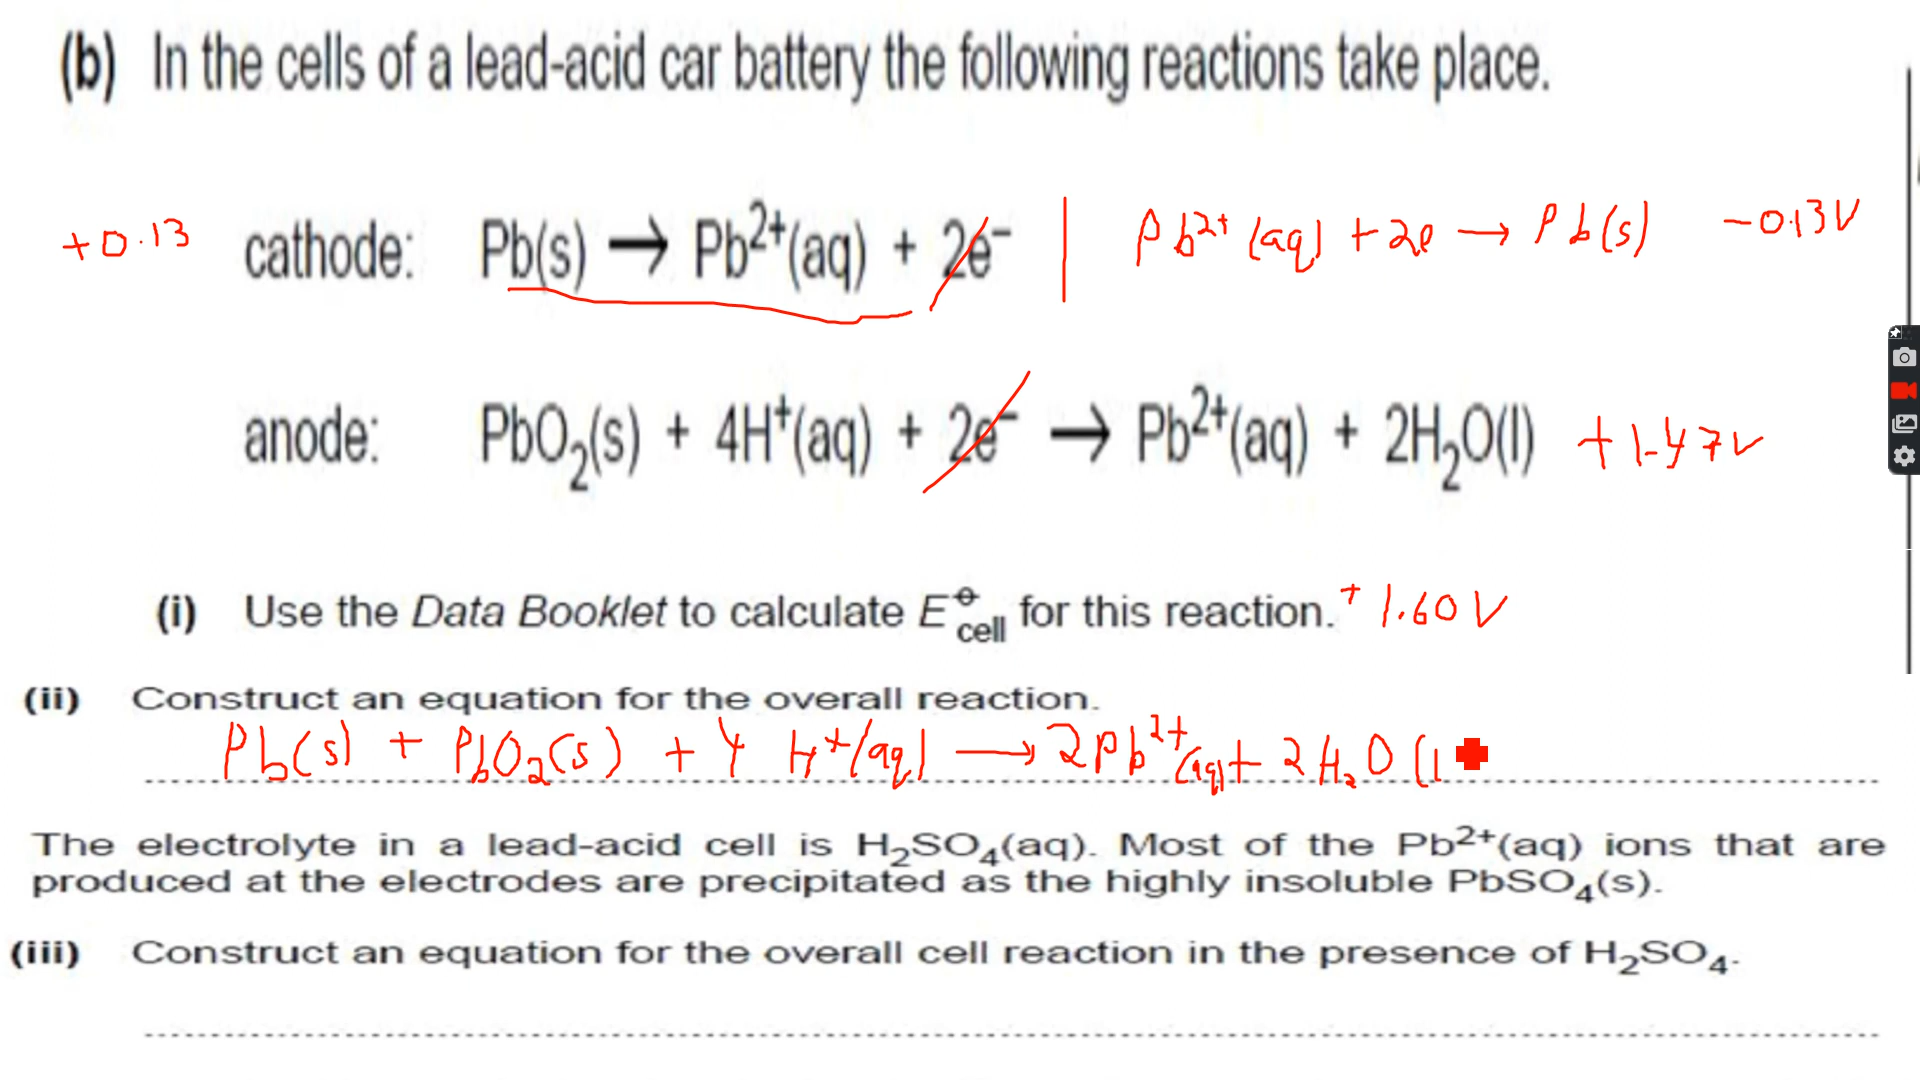 (b) In the cells of a lead-acid car battery the following reactions take place.
+0.13 cathode: Pb(s) → Pb²⁺(aq) + 2e⁻ | Pb²⁺(aq) + 2e → Pb(s) −0.13V
anode: PbO₂(s) + 4H⁺(aq) + 2e⁻ → Pb²⁺(aq) + 2H₂O(l) +1.47V
(i) Use the Data Booklet to calculate E⦵cell for this reaction. +1.60V
(ii) Construct an equation for the overall reaction.
Pb(s) + PbO₂(s) + 4H⁺(aq) → 2Pb²⁺(aq) + 2H₂O(l
The electrolyte in a lead-acid cell is H₂SO₄(aq). Most of the Pb²⁺(aq) ions that are
produced at the electrodes are precipitated as the highly insoluble PbSO₄(s).
(iii) Construct an equation for the overall cell reaction in the presence of H₂SO₄.